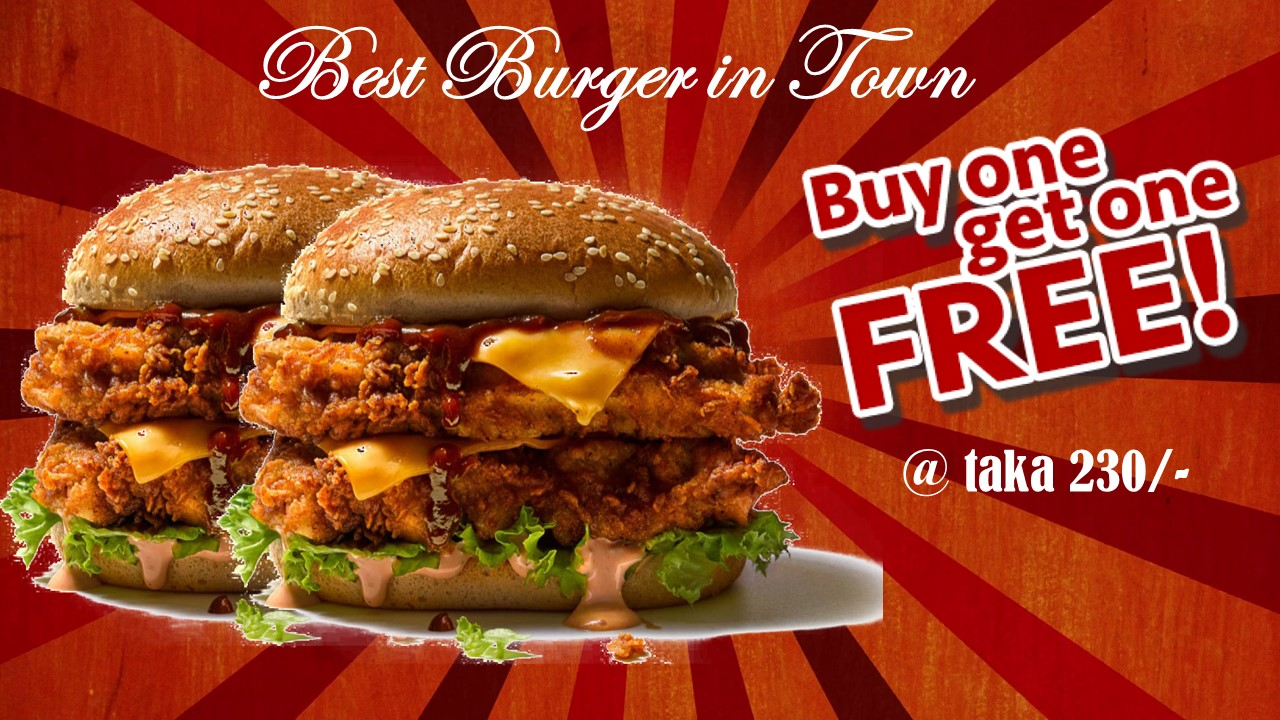 Best Burger in Town
Buy one
get one
FREE!
@ taka 230/-